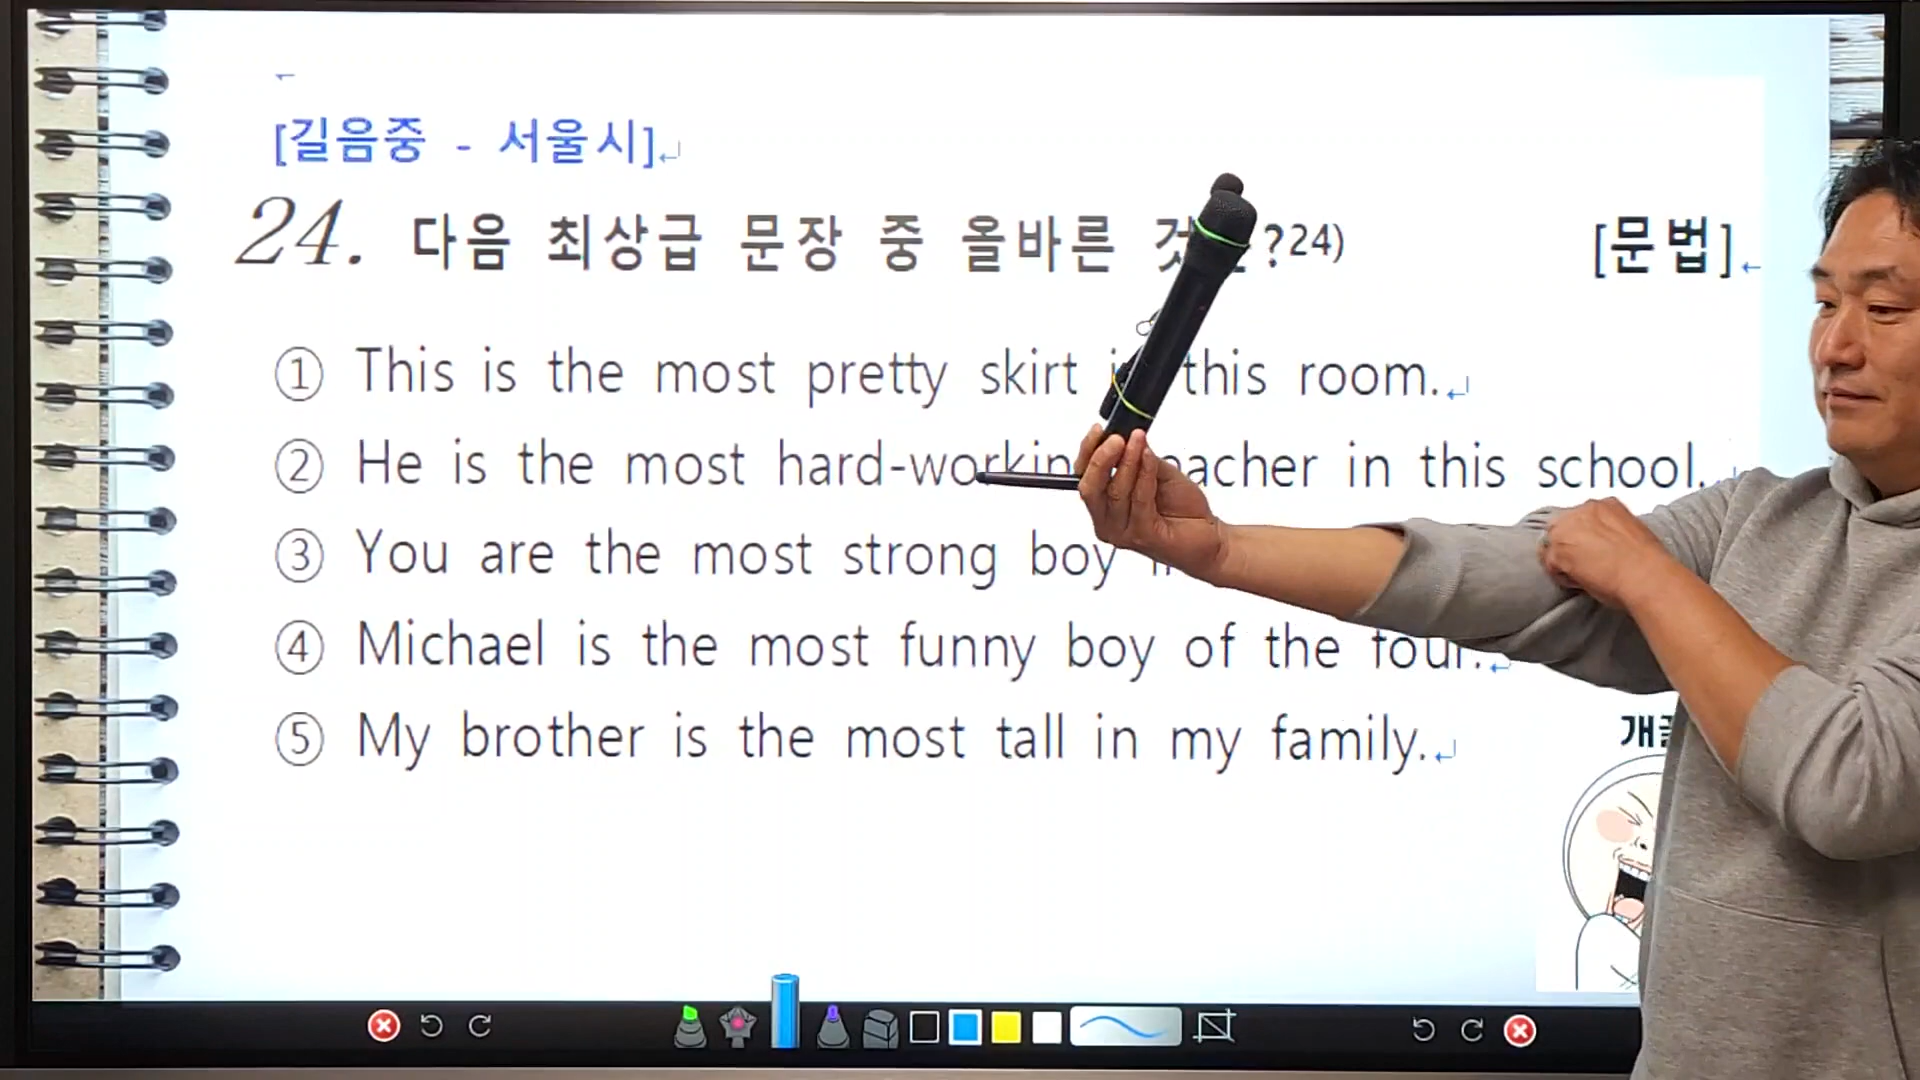 [길음중 - 서울시]
24. 다음 최상급 문장 중 올바른 ?24) [문법]
① This is the most pretty skirt this room.
② He is the most hard-working in this school.
③ You are the most strong boy
④ Michael is the most funny boy of the four.
⑤ My brother is the most tall in my family.